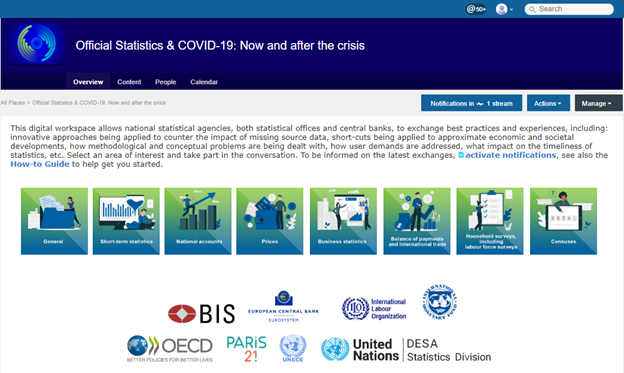 @50+
Search
Official Statistics & COVID-19: Now and after the crisis
Overview Content People Calendar
All Places > Official Statistics & COVID-19: Now and after the crisis
Notifications in 1 stream Actions Manage
This digital workspace allows national statistical agencies, both statistical offices and central banks, to exchange best practices and experiences, including:
innovative approaches being applied to counter the impact of missing source data, short-cuts being applied to approximate economic and societal
developments, how methodological and conceptual problems are being dealt with, how user demands are addressed, what impact on the timeliness of
statistics, etc. Select an area of interest and take part in the conversation. To be informed on the latest exchanges, activate notifications, see also the
How-to Guide to help get you started.
General
Short-term statistics
National accounts
Prices
Business statistics
Balance of payments
and International trade
Household surveys,
including
labour force surveys
Censuses
BIS
EUROPEAN CENTRAL BANK
EUROSYSTEM
International
Labour
Organization
INTERNATIONAL MONETARY FUND
OECD
BETTER POLICIES FOR BETTER LIVES
PARIS
21
UNECE
United
Nations
DESA
Statistics Division